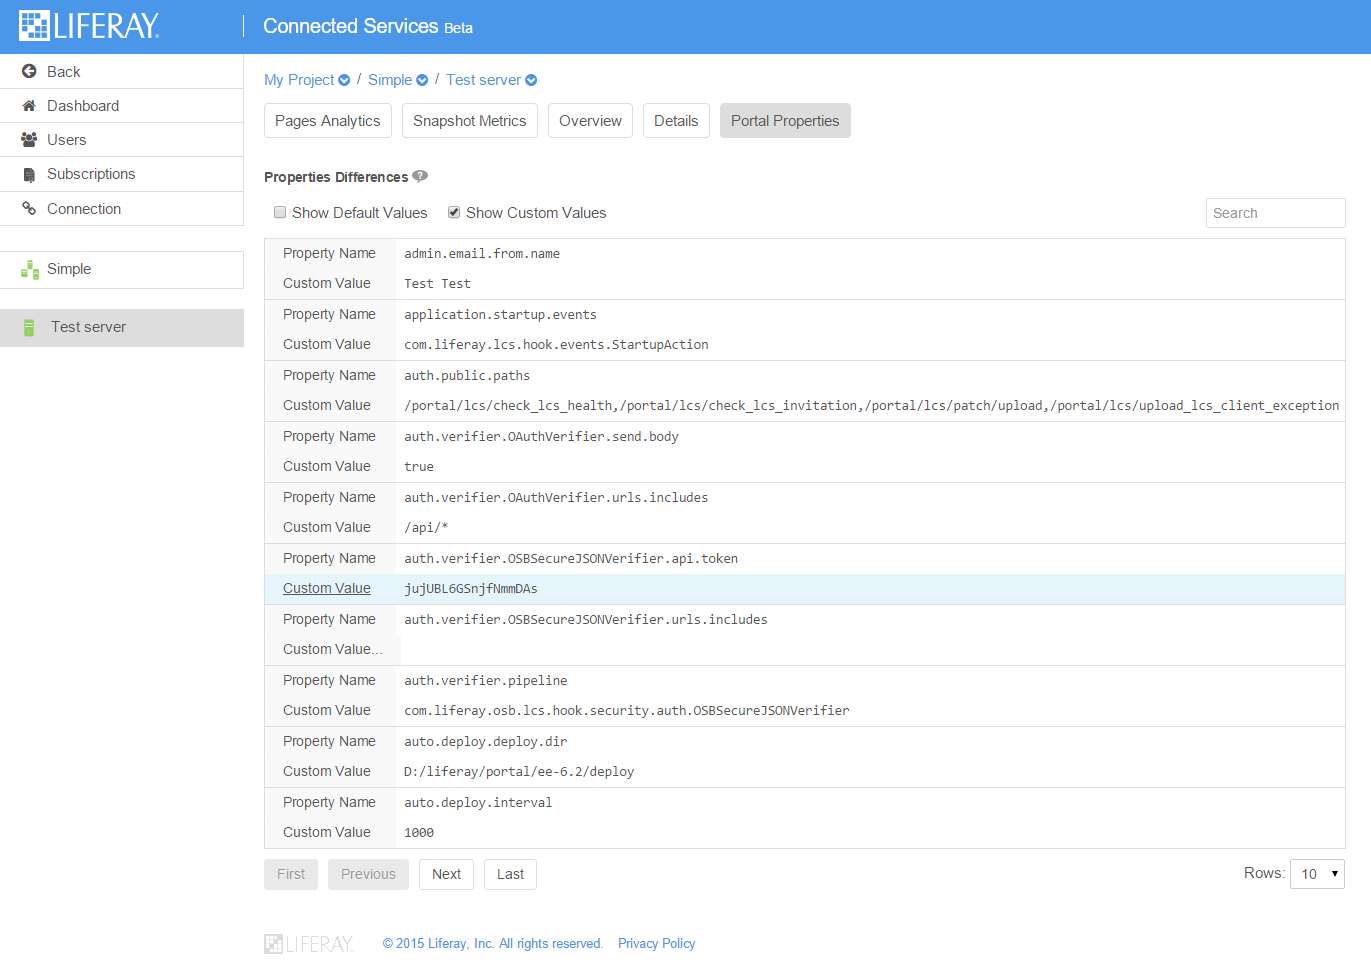 LIFERAY. Connected Services Beta
Back
Dashboard
Users
Subscriptions
Connection
Simple
Test server
My Project / Simple / Test server
Pages Analytics Snapshot Metrics Overview Details Portal Properties
Properties Differences ?
Show Default Values Show Custom Values Search
Property Name admin.email.from.name
Custom Value Test Test
Property Name application.startup.events
Custom Value com.liferay.lcs.hook.events.StartupAction
Property Name auth.public.paths
Custom Value /portal/lcs/check_lcs_health,/portal/lcs/check_lcs_invitation,/portal/lcs/patch/upload,/portal/lcs/upload_lcs_client_exception
Property Name auth.verifier.OAuthVerifier.send.body
Custom Value true
Property Name auth.verifier.OAuthVerifier.urls.includes
Custom Value /api/*
Property Name auth.verifier.OSBSecureJSONVerifier.api.token
Custom Value jujUBL6GSnjfNmmDAs
Property Name auth.verifier.OSBSecureJSONVerifier.urls.includes
Custom Value...
Property Name auth.verifier.pipeline
Custom Value com.liferay.osb.lcs.hook.security.auth.OSBSecureJSONVerifier
Property Name auto.deploy.deploy.dir
Custom Value D:/liferay/portal/ee-6.2/deploy
Property Name auto.deploy.interval
Custom Value 1000
First Previous Next Last Rows: 10
LIFERAY. © 2015 Liferay, Inc. All rights reserved. Privacy Policy